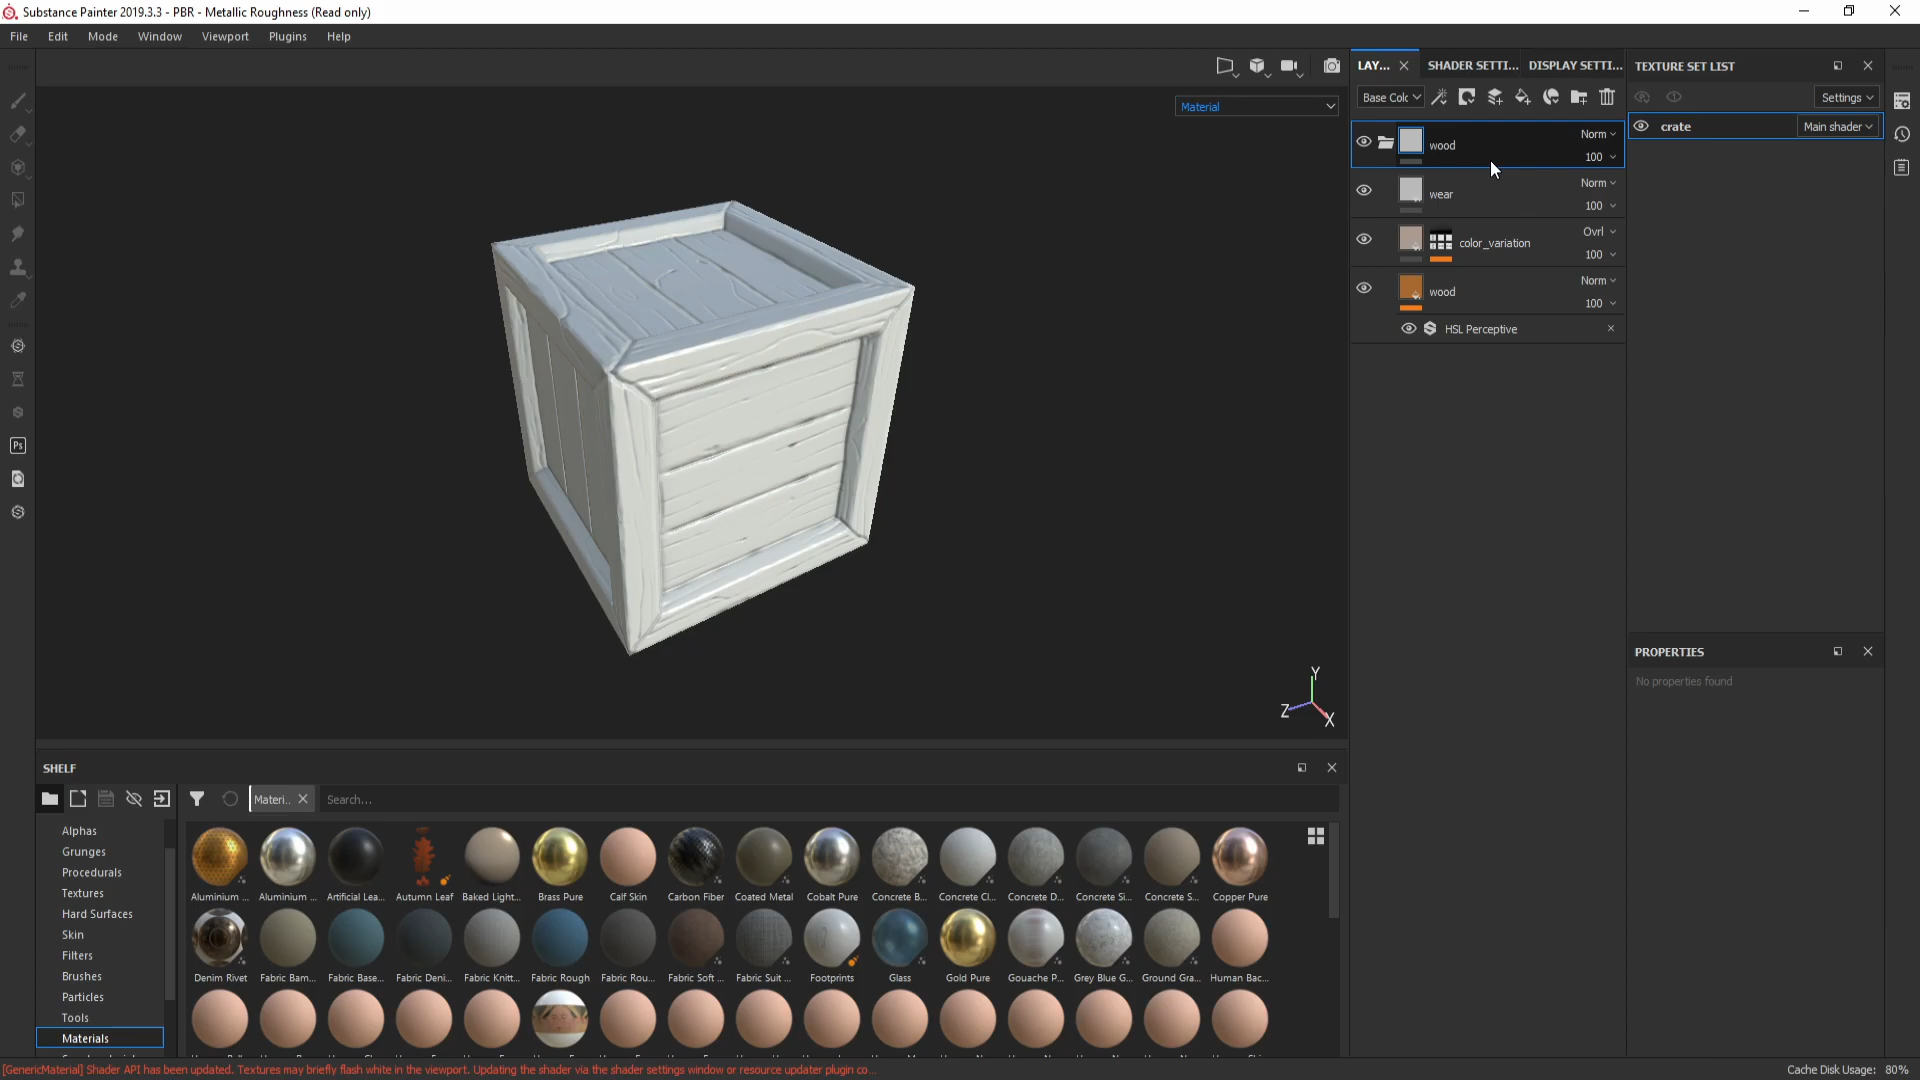 Substance Painter 2019.3.3 - PBR - Metallic Roughness (Read only)
File Edit Mode Window Viewport Plugins Help
LAY... SHADER SETTI... DISPLAY SETTI... TEXTURE SET LIST
Base Colc Settings
Material
crate Main shader
wood Norm
100
wear Norm
100
color_variation Ovrl
100
wood Norm
100
HSL Perceptive
PROPERTIES
No properties found
Y
Z X
Ps
SHELF
Materi.. Search...
Alphas
Grunges
Procedurals
Textures
Hard Surfaces
Skin
Filters
Brushes
Particles
Tools
Materials
Aluminium ... Aluminium ... Artificial Lea... Autumn Leaf Baked Light... Brass Pure Calf Skin Carbon Fiber Coated Metal Cobalt Pure Concrete B... Concrete Cl... Concrete D... Concrete Si... Concrete S... Copper Pure
Denim Rivet Fabric Bam... Fabric Base... Fabric Deni... Fabric Knitt... Fabric Rough Fabric Rou... Fabric Soft ... Fabric Suit ... Footprints Glass Gold Pure Gouache P... Grey Blue G... Ground Gra... Human Bac...
[GenericMaterial] Shader API has been updated. Textures may briefly flash white in the viewport. Updating the shader via the shader settings window or resource updater plugin co...
Cache Disk Usage: 80%